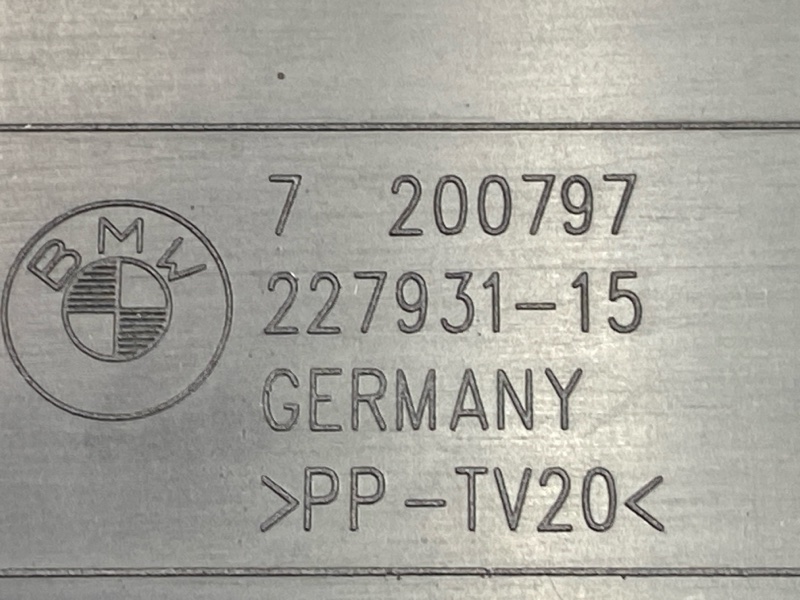 BMW
7 200797
227931-15
GERMANY
>PP-TV20<